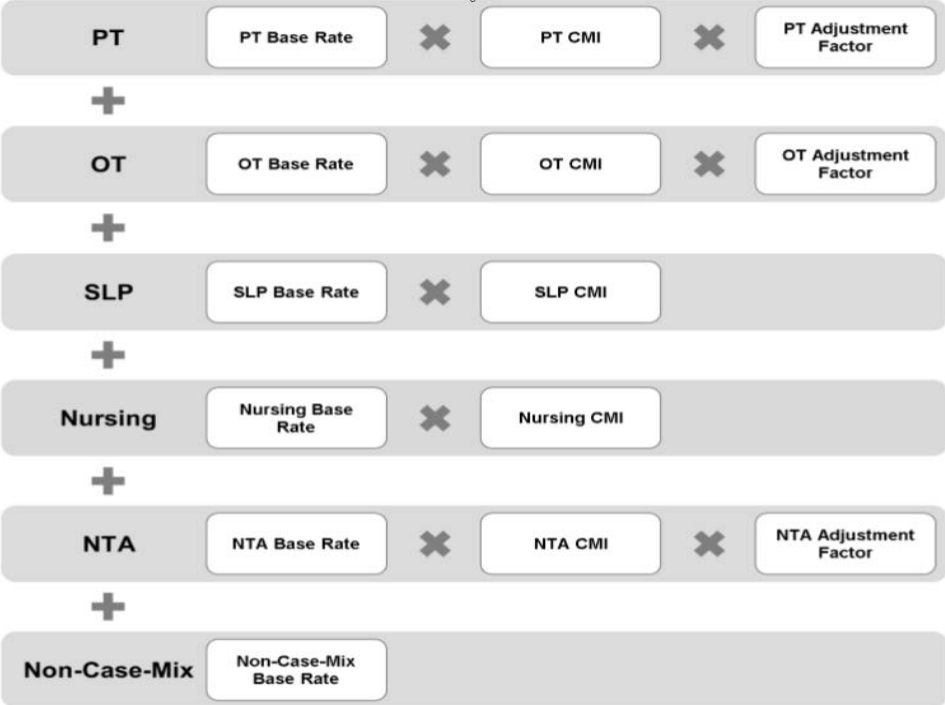 PT
PT Base Rate
PT CMI
PT Adjustment
Factor
OT
OT Base Rate
OT CMI
OT Adjustment
Factor
SLP
SLP Base Rate
SLP CMI
Nursing
Nursing Base
Rate
Nursing CMI
NTA
NTA Base Rate
NTA CMI
NTA Adjustment
Factor
Non-Case-Mix
Non-Case-Mix
Base Rate